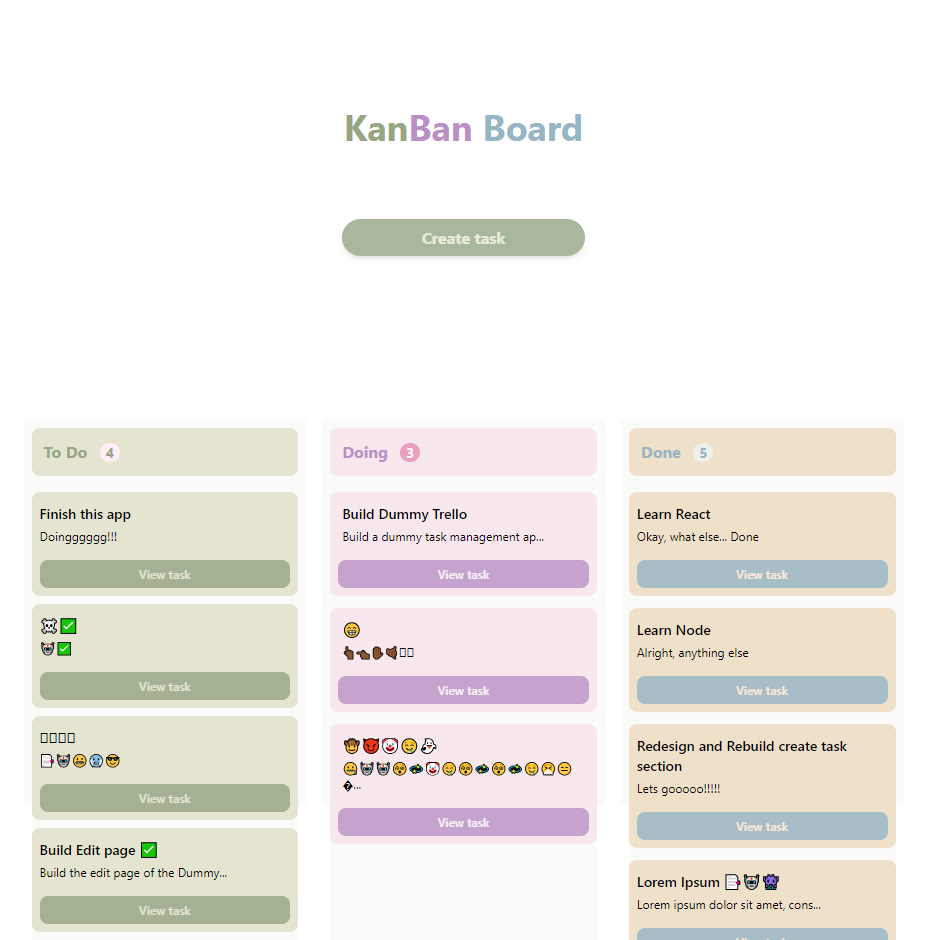 KanBan Board
Create task
To Do 4
Finish this app
Doingggggg!!!
View task
☠️✅
✅
View task
View task
Build Edit page ✅
Build the edit page of the Dummy...
View task
Doing 3
Build Dummy Trello
Build a dummy task management ap...
View task
😁
View task
🤠😈🤡😊👻
�...
View task
Done 5
Learn React
Okay, what else... Done
View task
Learn Node
Alright, anything else
View task
Redesign and Rebuild create task
section
Lets gooooo!!!!!
View task
Lorem Ipsum
Lorem ipsum dolor sit amet, cons...